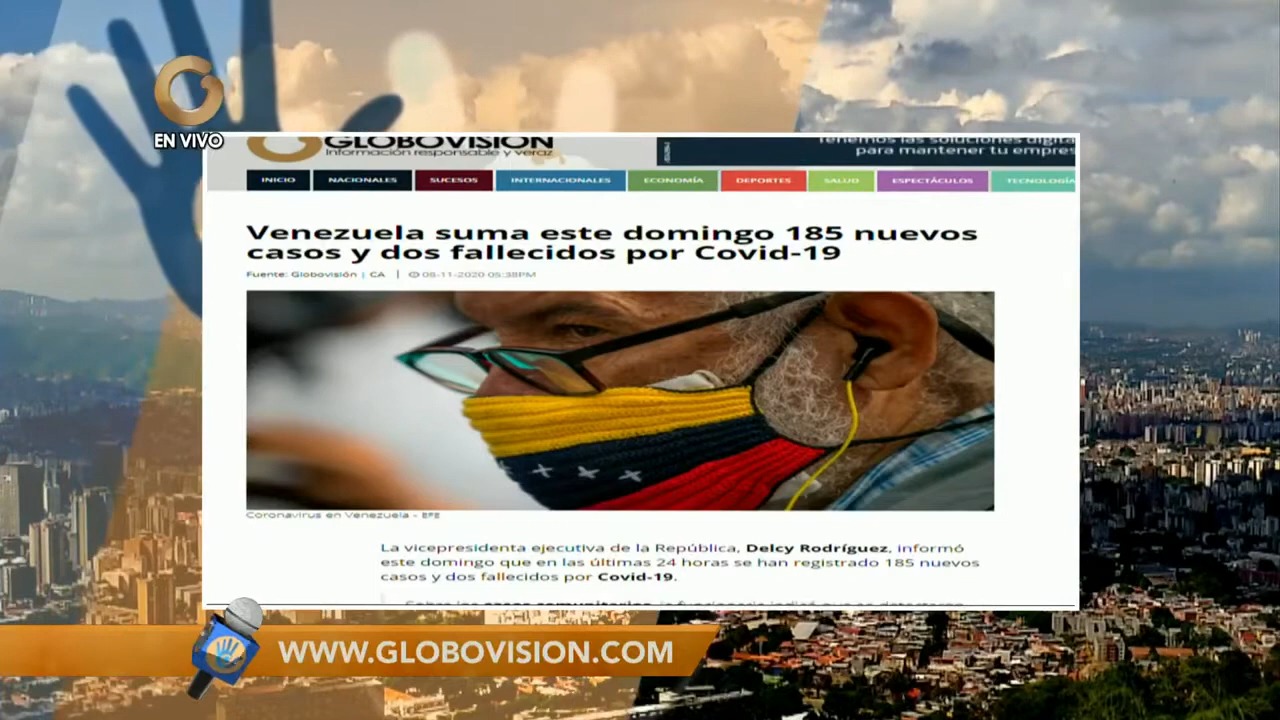 EN VIVO
GLOBOVISION
Información responsable y veraz
Tenemos las soluciones digita
para mantener tu empres
INICIO
NACIONALES
SUCESOS
INTERNACIONALES
ECONOMÍA
DEPORTES
SALUD
ESPECTÁCULOS
TECNOLOGÍA
Venezuela suma este domingo 185 nuevos
casos y dos fallecidos por Covid-19
Fuente: Globovisión | CA | 08-11-2020 05:38PM
Coronavirus en Venezuela - EFE
La vicepresidenta ejecutiva de la República, Delcy Rodríguez, informó
este domingo que en las últimas 24 horas se han registrado 185 nuevos
casos y dos fallecidos por Covid-19.
WWW.GLOBOVISION.COM